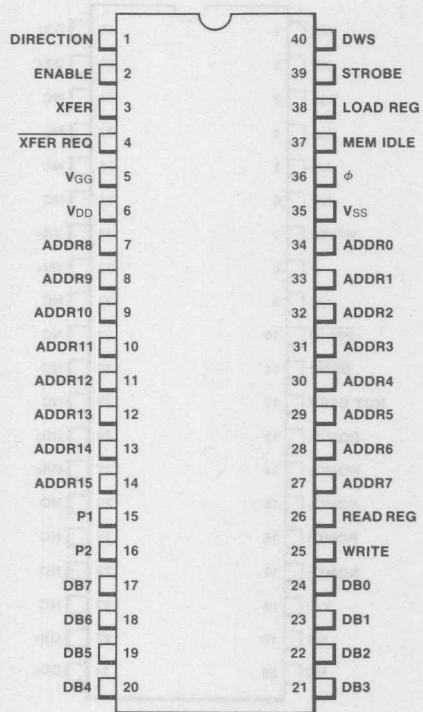 DIRECTION 1 40 DWS
ENABLE 2 39 STROBE
XFER 3 38 LOAD REG
XFER REQ 4 37 MEM IDLE
VGG 5 36 ϕ
VDD 6 35 VSS
ADDR8 7 34 ADDR0
ADDR9 8 33 ADDR1
ADDR10 9 32 ADDR2
ADDR11 10 31 ADDR3
ADDR12 11 30 ADDR4
ADDR13 12 29 ADDR5
ADDR14 13 28 ADDR6
ADDR15 14 27 ADDR7
P1 15 26 READ REG
P2 16 25 WRITE
DB7 17 24 DB0
DB6 18 23 DB1
DB5 19 22 DB2
DB4 20 21 DB3